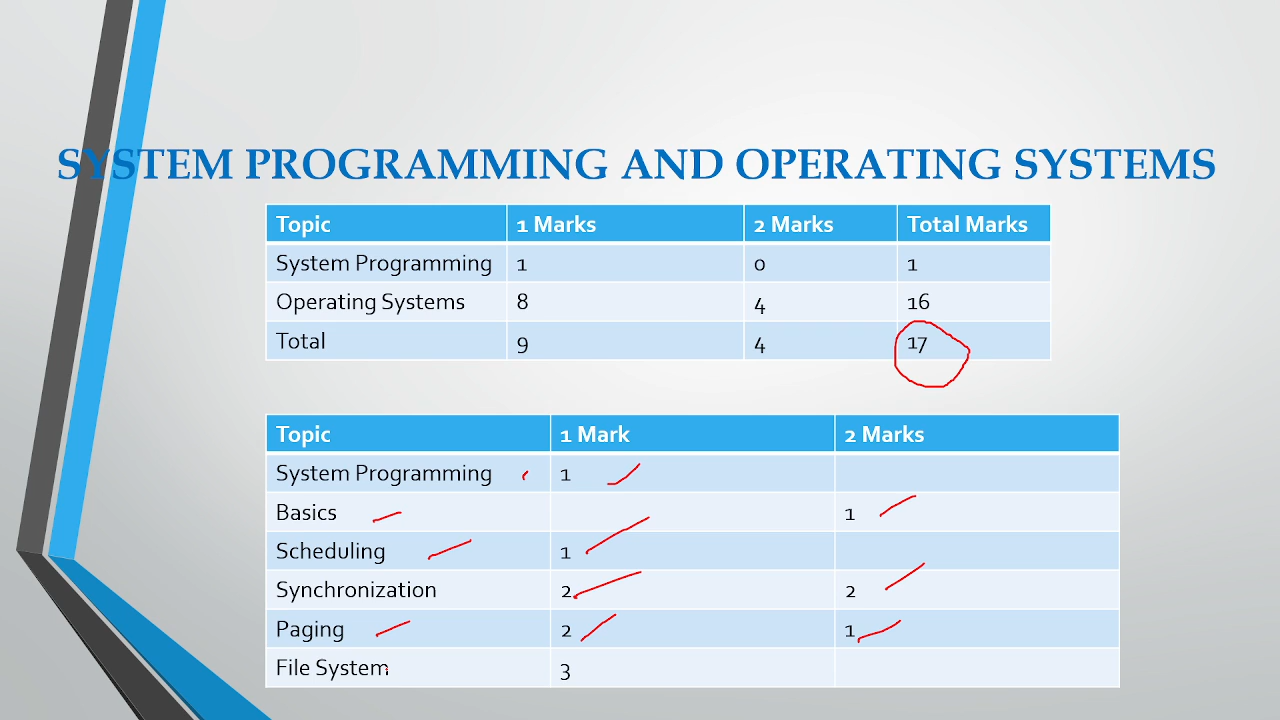 SYSTEM PROGRAMMING AND OPERATING SYSTEMS
Topic 1 Marks 2 Marks Total Marks
System Programming 1 0 1
Operating Systems 8 4 16
Total 9 4 17
Topic 1 Mark 2 Marks
System Programming 1
Basics 1
Scheduling 1
Synchronization 2 2
Paging 2 1
File System 3